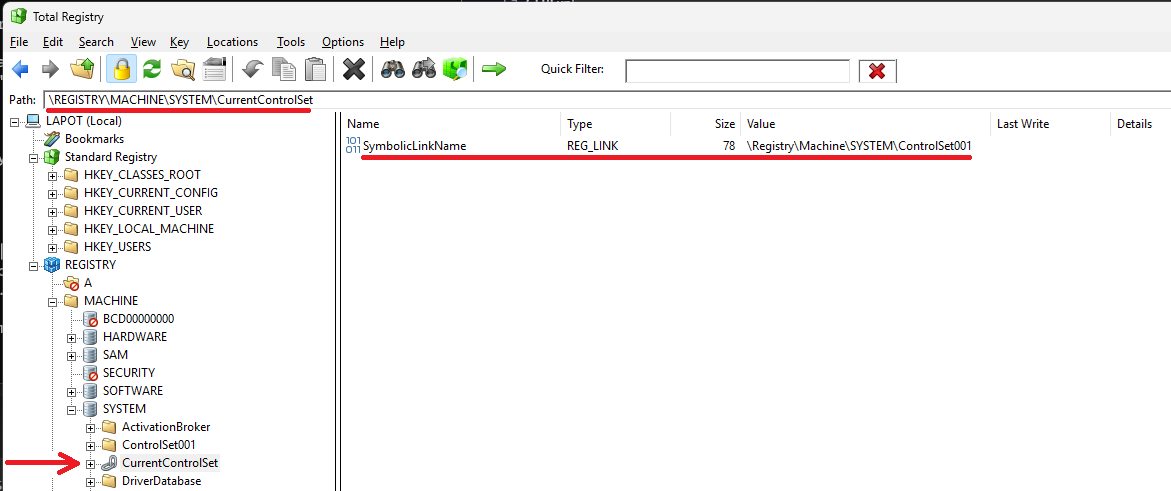 Total Registry
File Edit Search View Key Locations Tools Options Help
Quick Filter:
Path: \REGISTRY\MACHINE\SYSTEM\CurrentControlSet
LAPOT (Local)
Bookmarks
Standard Registry
HKEY_CLASSES_ROOT
HKEY_CURRENT_CONFIG
HKEY_CURRENT_USER
HKEY_LOCAL_MACHINE
HKEY_USERS
REGISTRY
A
MACHINE
BCD00000000
HARDWARE
SAM
SECURITY
SOFTWARE
SYSTEM
ActivationBroker
ControlSet001
CurrentControlSet
DriverDatabase
Name Type Size Value Last Write Details
SymbolicLinkName REG_LINK 78 \Registry\Machine\SYSTEM\ControlSet001